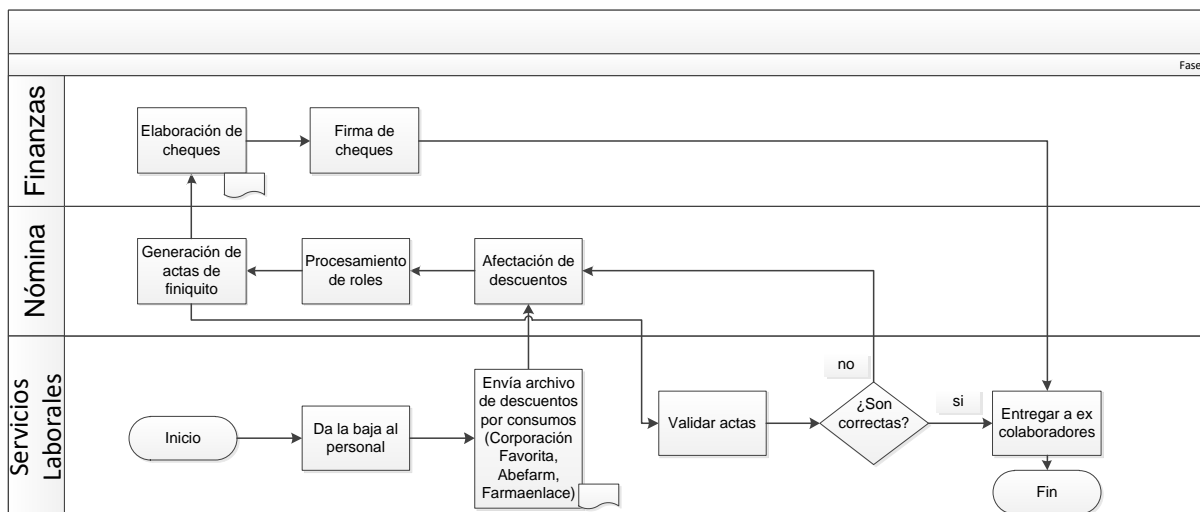 Fase
Finanzas
Elaboración de
cheques
Firma de
cheques
Nómina
Generación de
actas de
finiquito
Procesamiento
de roles
Afectación de
descuentos
Servicios
Laborales
Inicio
Da la baja al
personal
Envía archivo
de descuentos
por consumos
(Corporación
Favorita,
Abefarm,
Farmaenlace)
Validar actas
no
¿Son
correctas?
si
Entregar a ex
colaboradores
Fin